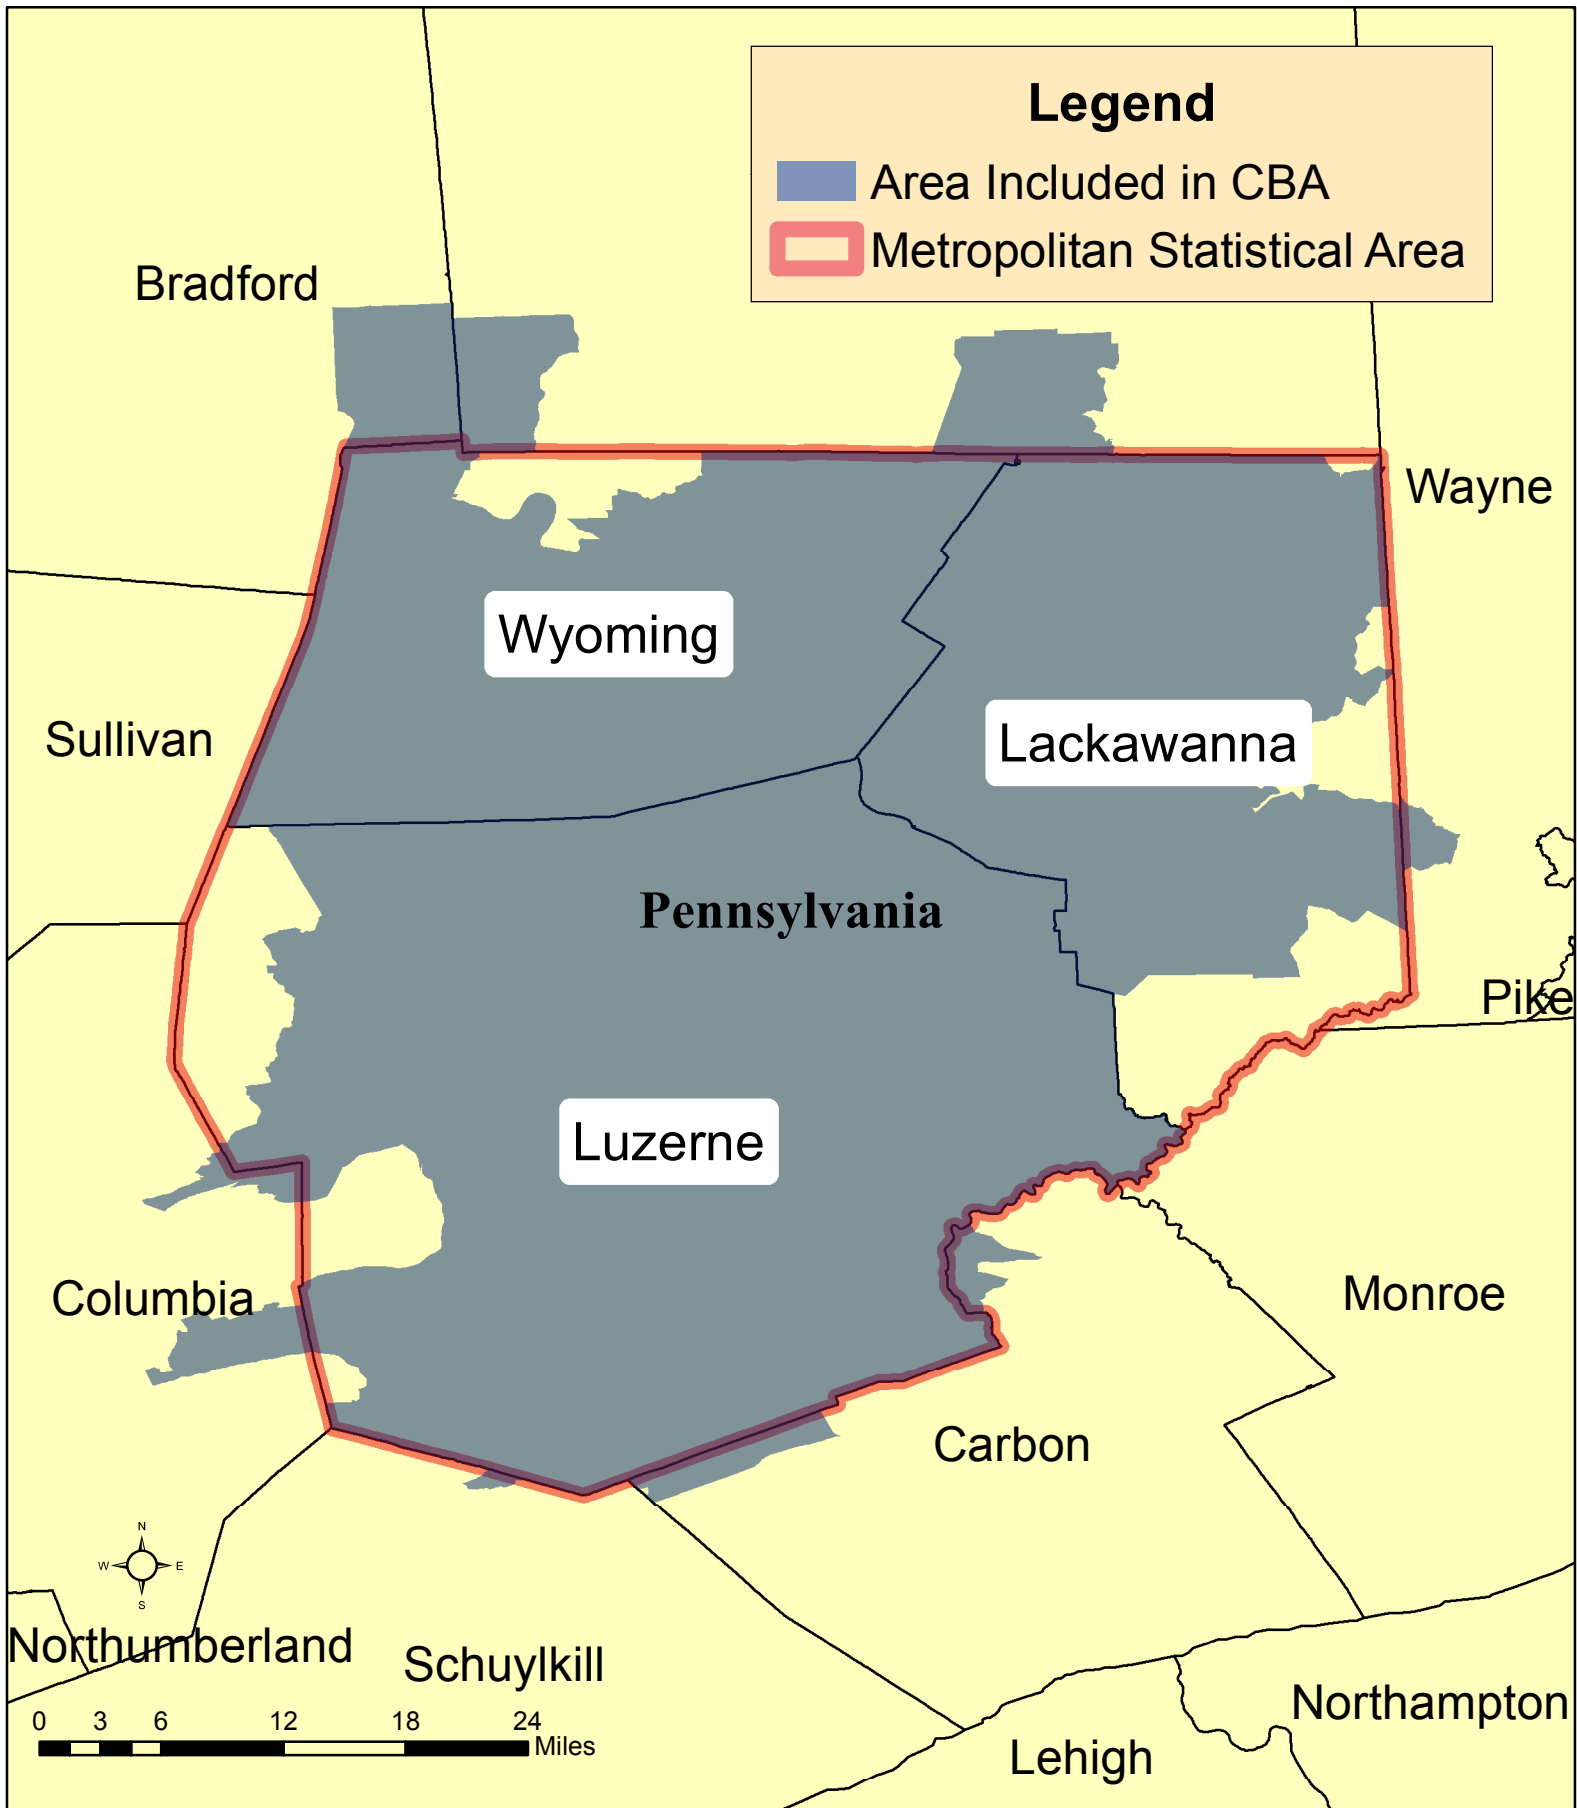 Legend
Area Included in CBA
Metropolitan Statistical Area
Bradford
Wayne
Wyoming
Sullivan
Lackawanna
Pennsylvania
Pike
Luzerne
Columbia
Monroe
Carbon
N
W E
S
Northumberland
Schuylkill
Northampton
0 3 6 12 18 24
Miles
Lehigh